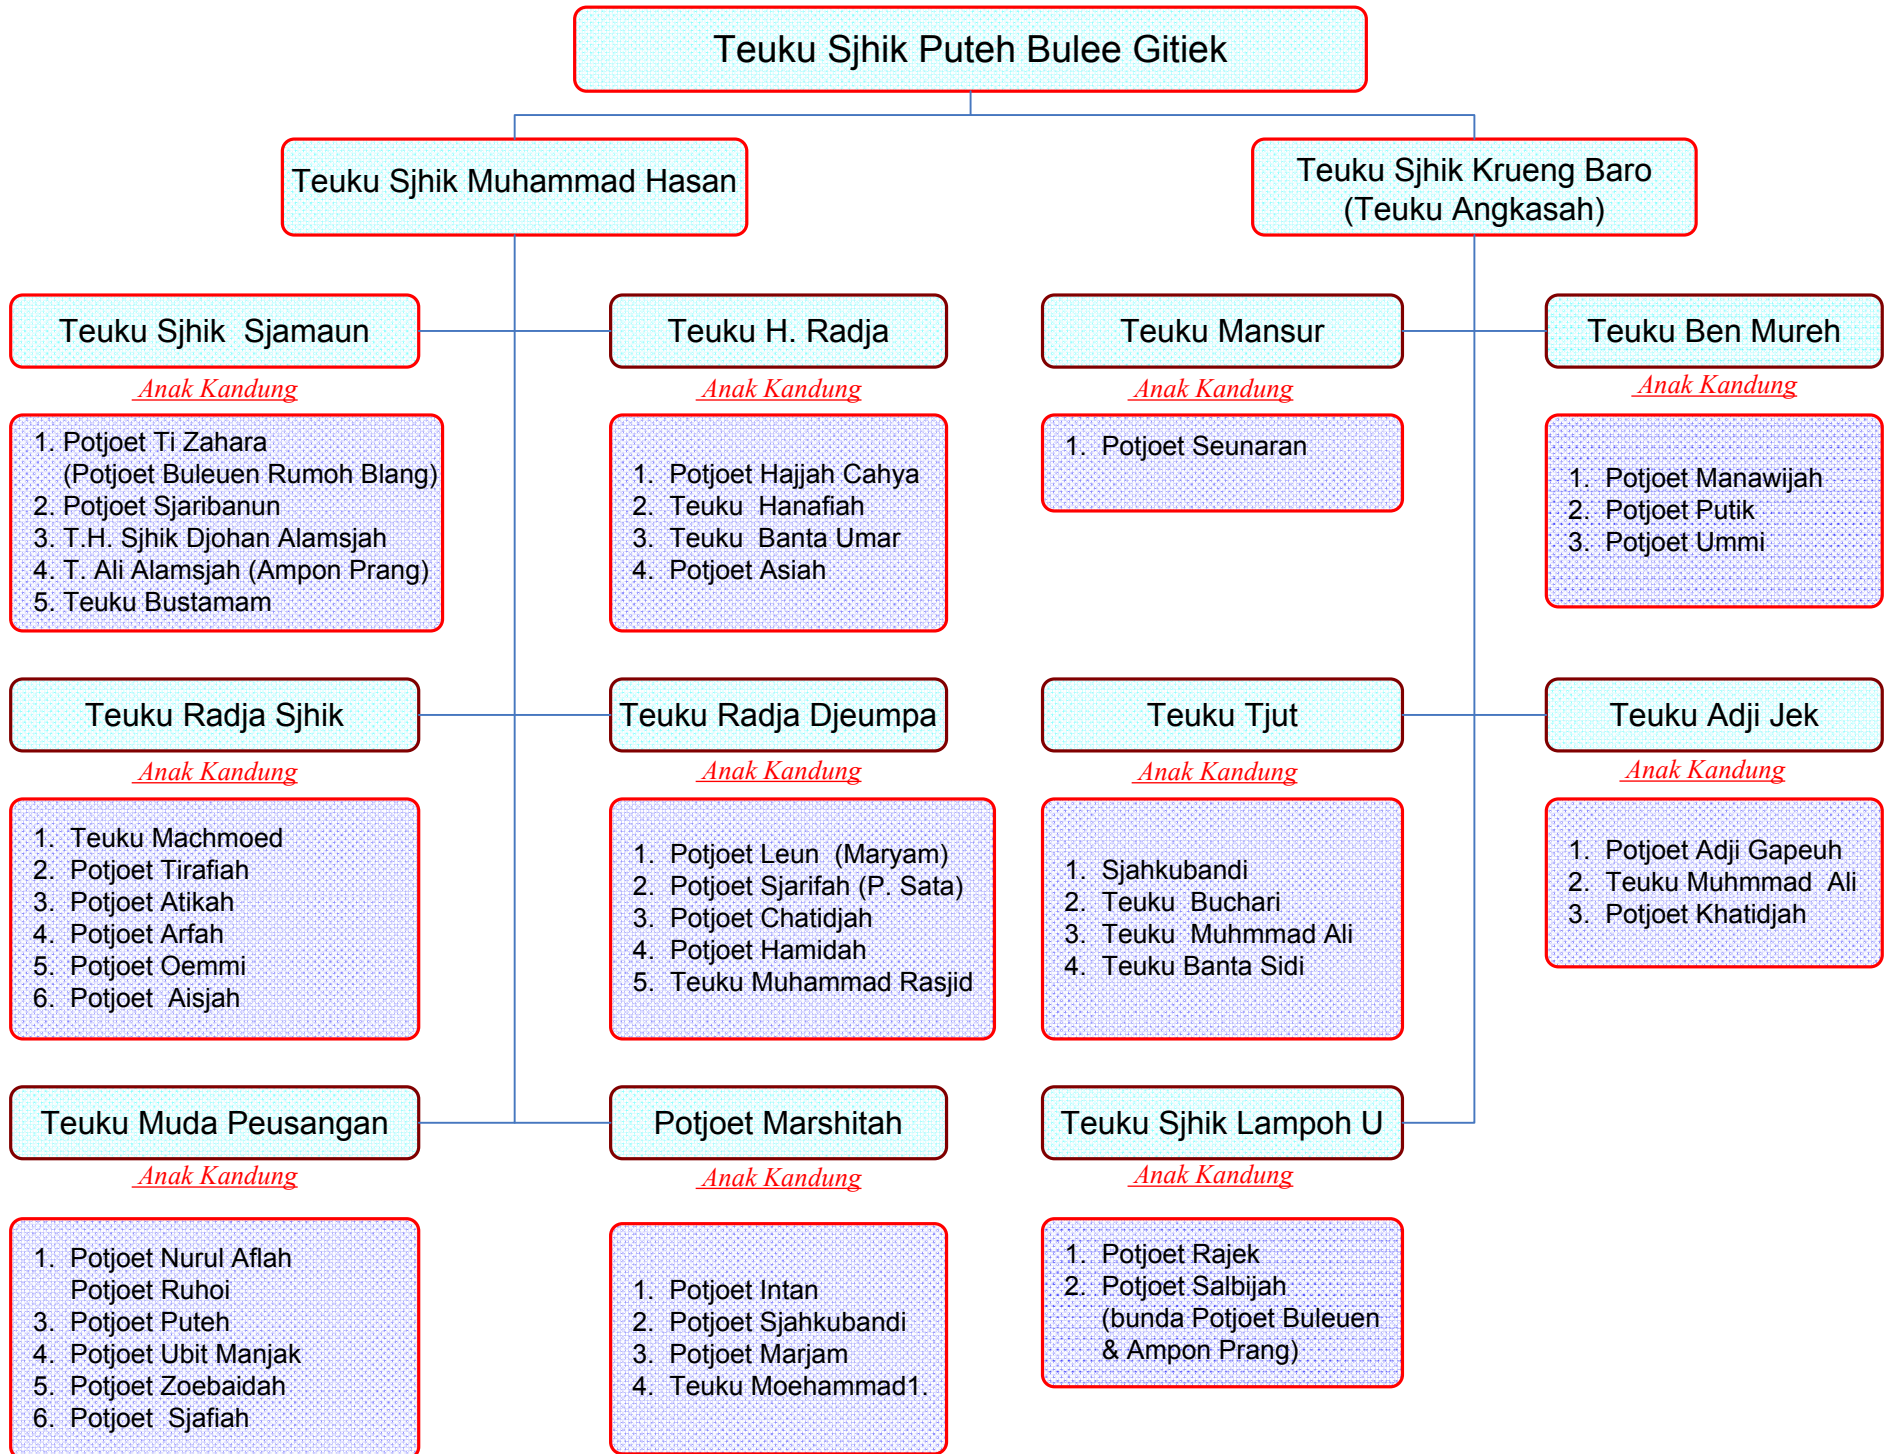 Teuku Sjhik Puteh Bulee Gitiek
Teuku Sjhik Muhammad Hasan
Teuku Sjhik Krueng Baro
(Teuku Angkasah)
Teuku Sjhik  Sjamaun
Anak Kandung
1. Potjoet Ti Zahara
(Potjoet Buleuen Rumoh Blang)
2. Potjoet Sjaribanun
3. T.H. Sjhik Djohan Alamsjah
4. T. Ali Alamsjah (Ampon Prang)
5. Teuku Bustamam
Teuku H. Radja
Anak Kandung
1. Potjoet Hajjah Cahya
2. Teuku  Hanafiah
3. Teuku  Banta Umar
4. Potjoet Asiah
Teuku Mansur
Anak Kandung
1. Potjoet Seunaran
Teuku Ben Mureh
Anak Kandung
1. Potjoet Manawijah
2. Potjoet Putik
3. Potjoet Ummi
Teuku Radja Sjhik
Anak Kandung
1. Teuku Machmoed
2. Potjoet Tirafiah
3. Potjoet Atikah
4. Potjoet Arfah
5. Potjoet Oemmi
6. Potjoet  Aisjah
Teuku Radja Djeumpa
Anak Kandung
1. Potjoet Leun  (Maryam)
2. Potjoet Sjarifah (P. Sata)
3. Potjoet Chatidjah
4. Potjoet Hamidah
5. Teuku Muhammad Rasjid
Teuku Tjut
Anak Kandung
1. Sjahkubandi
2. Teuku  Buchari
3. Teuku  Muhmmad Ali
4. Teuku Banta Sidi
Teuku Adji Jek
Anak Kandung
1. Potjoet Adji Gapeuh
2. Teuku Muhmmad  Ali
3. Potjoet Khatidjah
Teuku Muda Peusangan
Anak Kandung
1. Potjoet Nurul Aflah
Potjoet Ruhoi
3. Potjoet Puteh
4. Potjoet Ubit Manjak
5. Potjoet Zoebaidah
6. Potjoet  Sjafiah
Potjoet Marshitah
Anak Kandung
1. Potjoet Intan
2. Potjoet Sjahkubandi
3. Potjoet Marjam
4. Teuku Moehammad1.
Teuku Sjhik Lampoh U
Anak Kandung
1. Potjoet Rajek
2. Potjoet Salbijah
(bunda Potjoet Buleuen
& Ampon Prang)